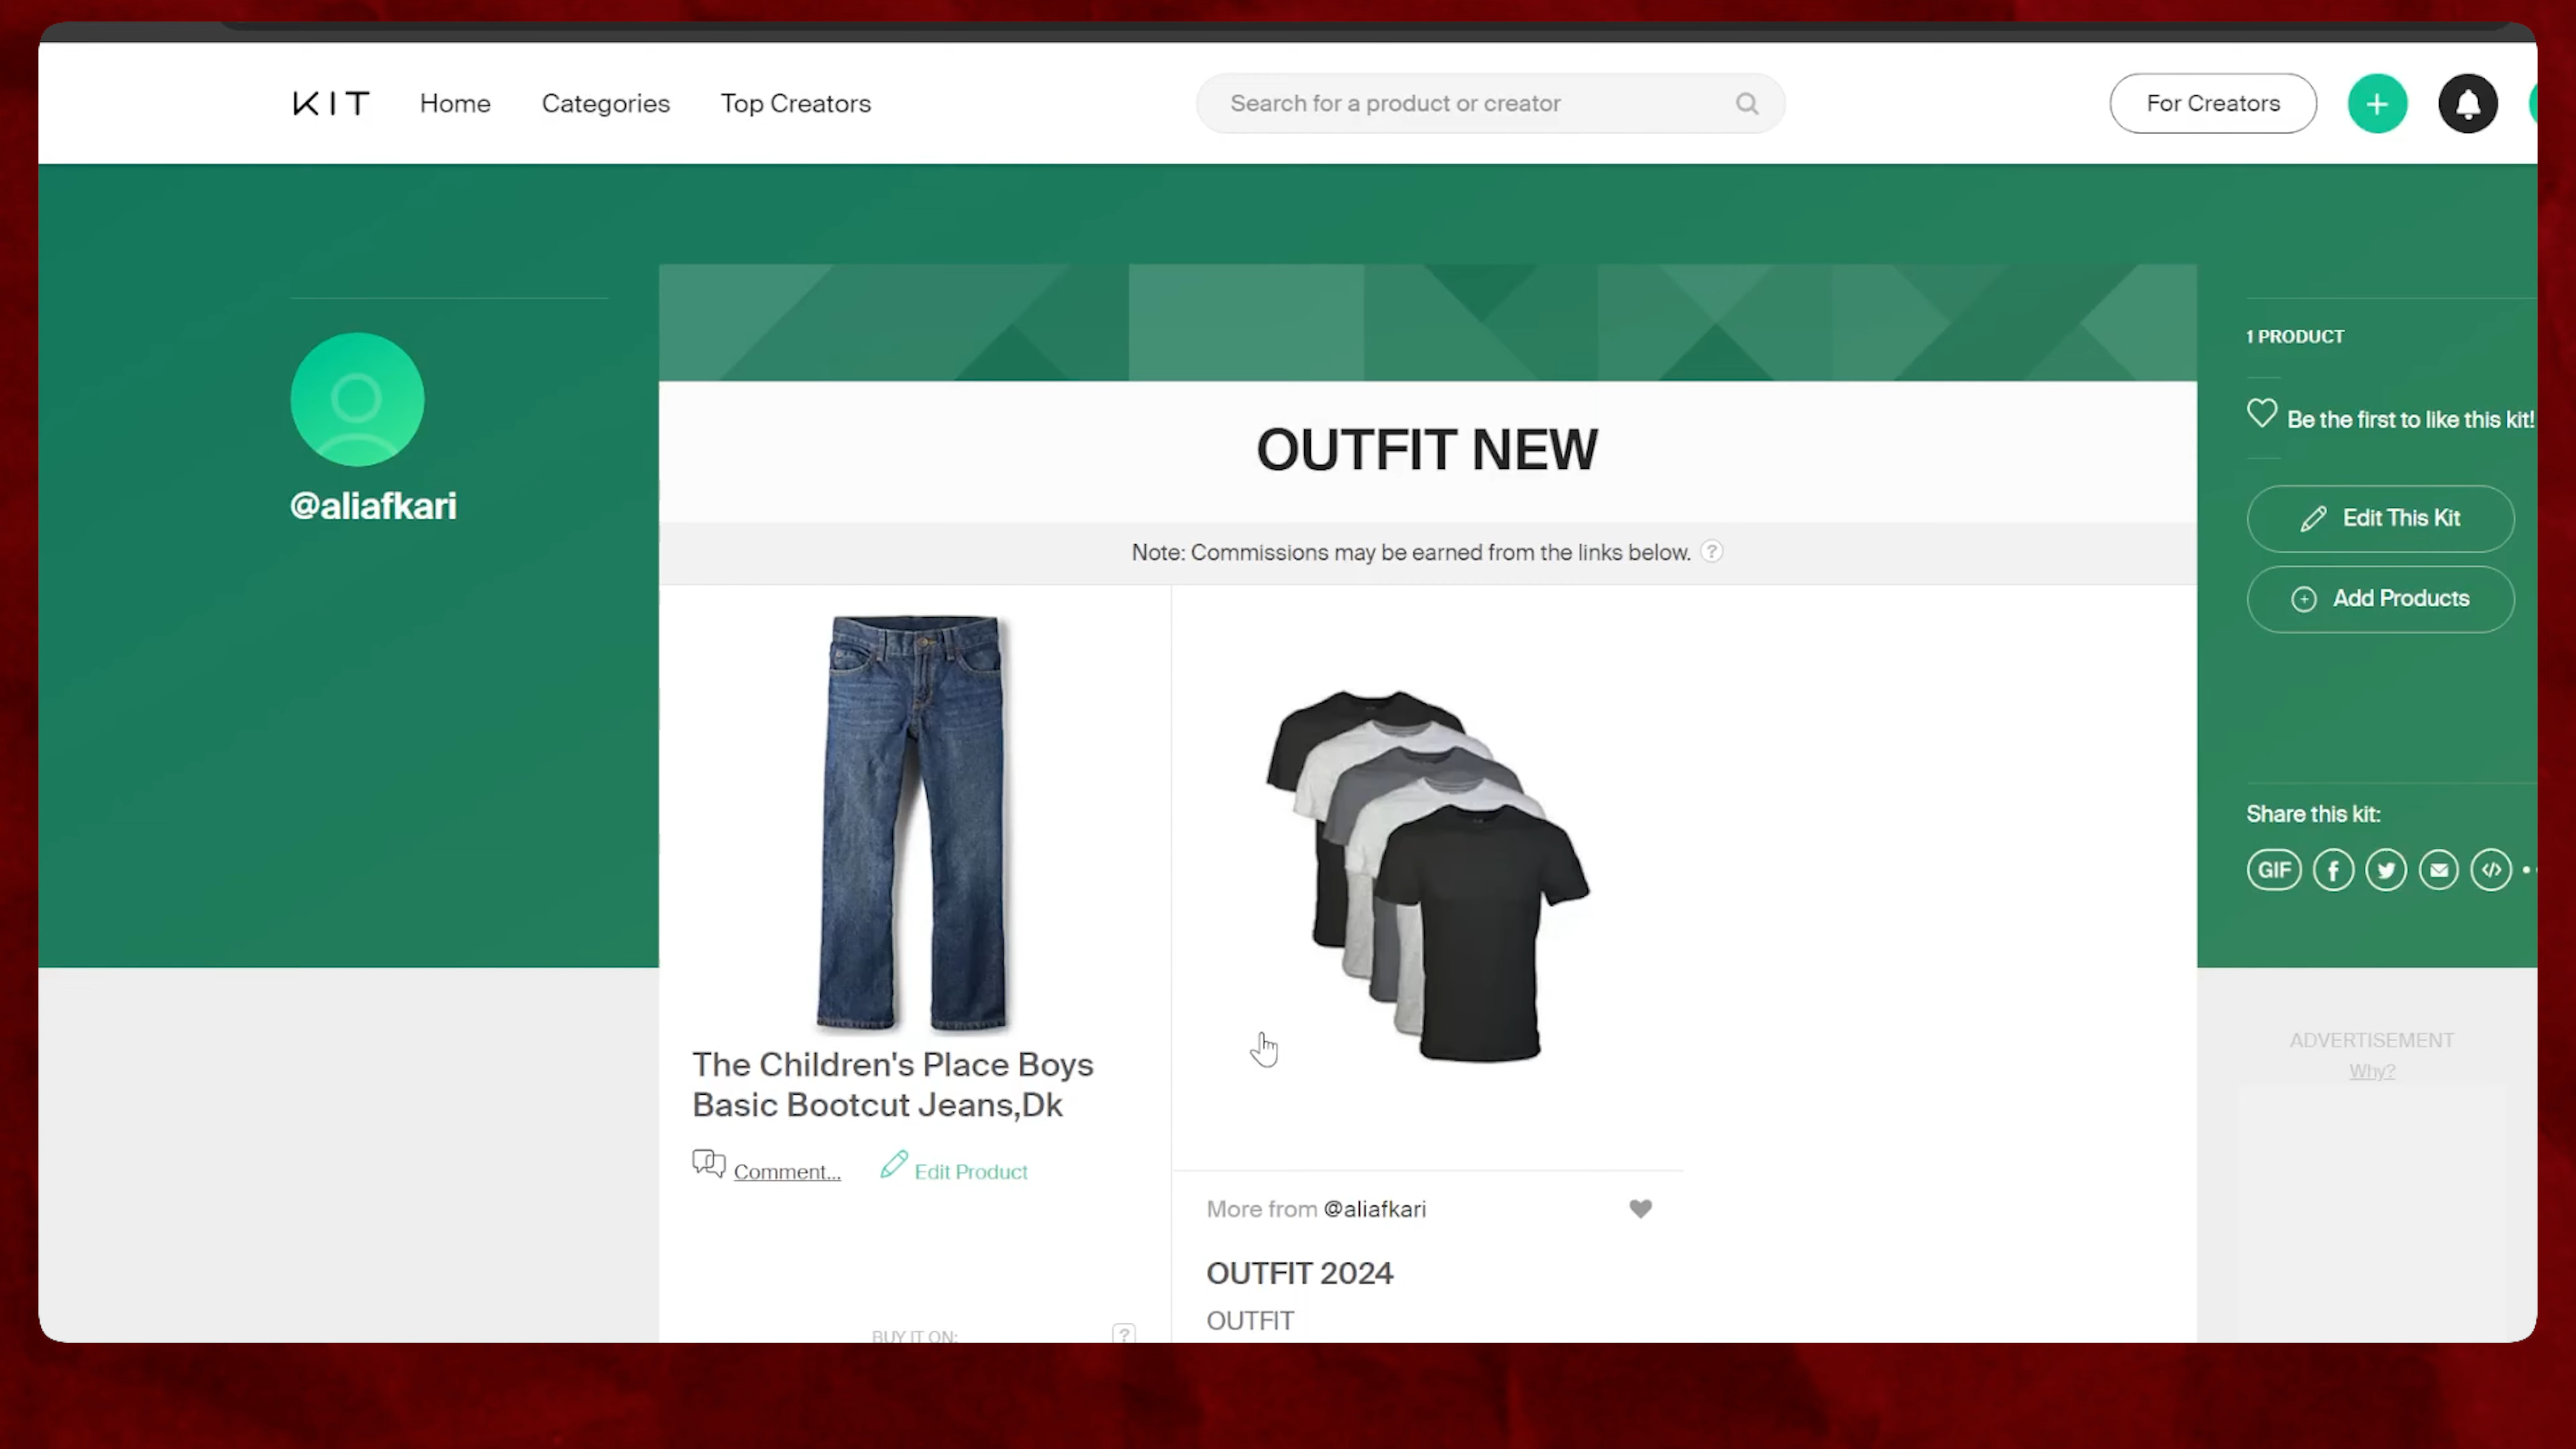 KIT
Home
Categories
Top Creators
Search for a product or creator
For Creators
@aliafkari
OUTFIT NEW
Note: Commissions may be earned from the links below. ?
The Children's Place Boys
Basic Bootcut Jeans,Dk
Comment...
Edit Product
BUY IT ON:
?
More from @aliafkari
OUTFIT 2024
OUTFIT
1 PRODUCT
Be the first to like this kit!
Edit This Kit
Add Products
Share this kit:
GIF
ADVERTISEMENT
Why?